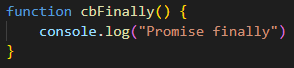 function cbFinally() {
    console.log("Promise finally")
}